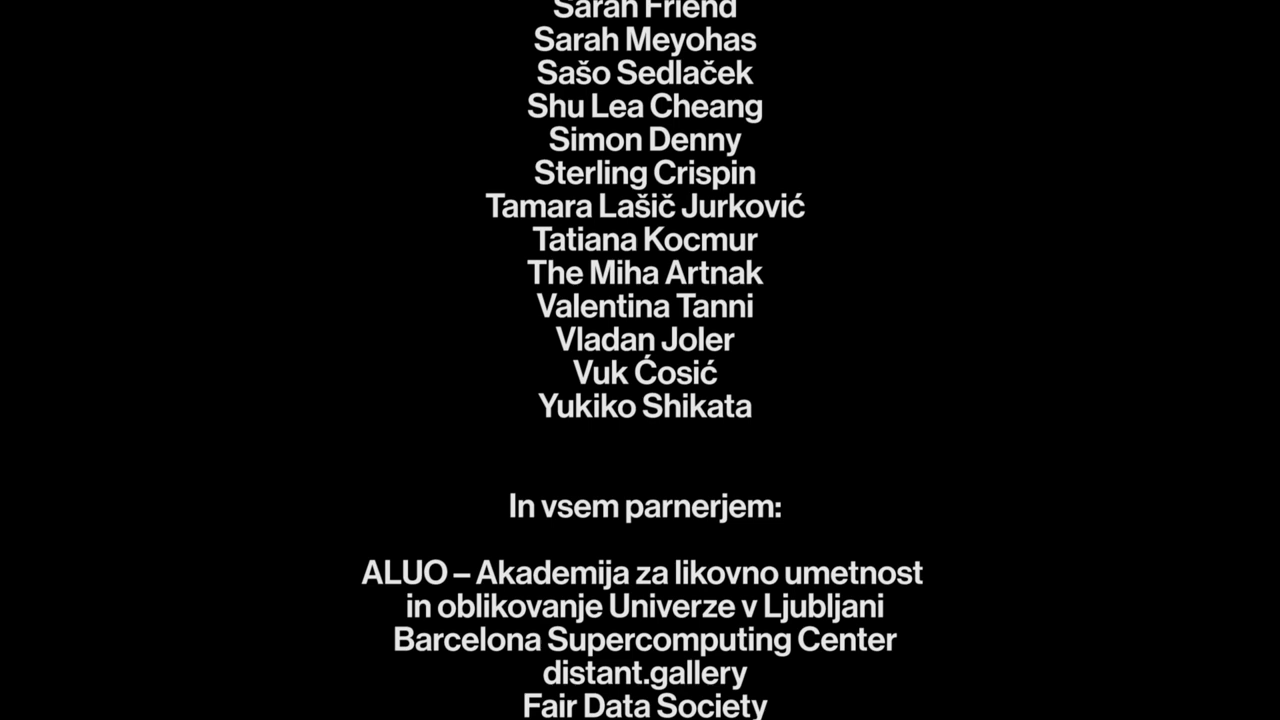 Sarah Friend
Sarah Meyohas
Sašo Sedlaček
Shu Lea Cheang
Simon Denny
Sterling Crispin
Tamara Lašič Jurković
Tatiana Kocmur
The Miha Artnak
Valentina Tanni
Vladan Joler
Vuk Ćosić
Yukiko Shikata
In vsem parnerjem:
ALUO – Akademija za likovno umetnost
in oblikovanje Univerze v Ljubljani
Barcelona Supercomputing Center
distant.gallery
Fair Data Society